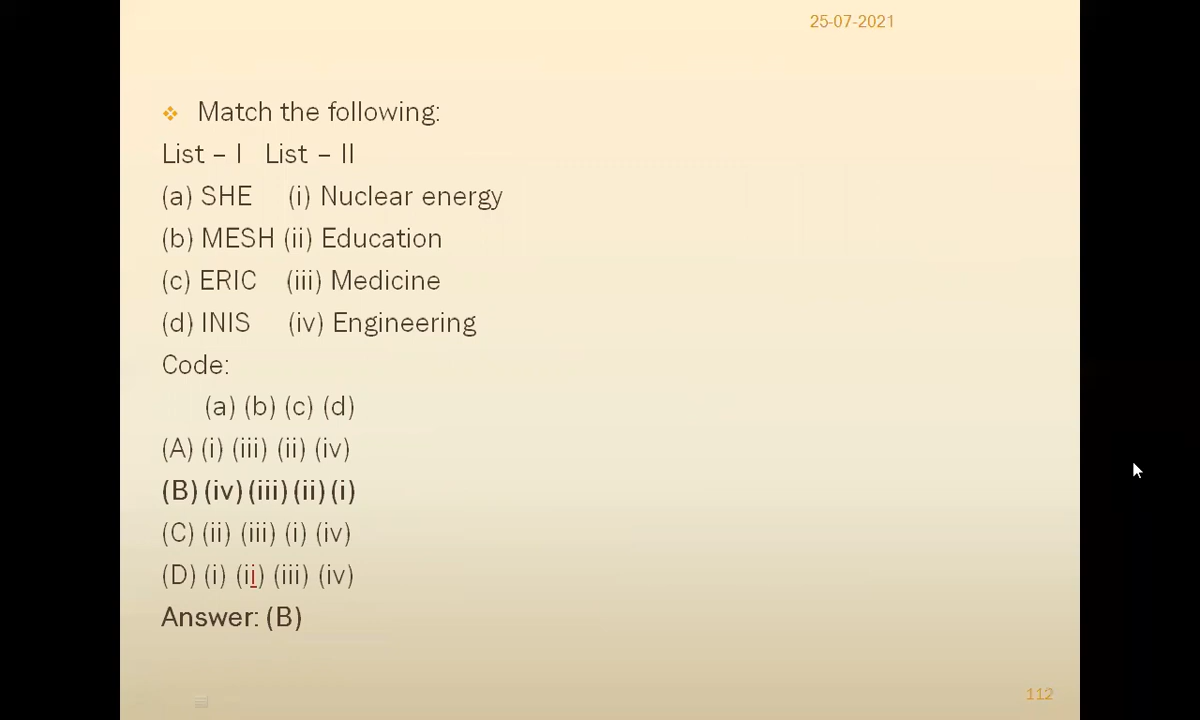 25-07-2021
❖ Match the following:
List – I List – II
(a) SHE (i) Nuclear energy
(b) MESH (ii) Education
(c) ERIC (iii) Medicine
(d) INIS (iv) Engineering
Code:
(a) (b) (c) (d)
(A) (i) (iii) (ii) (iv)
(B) (iv) (iii) (ii) (i)
(C) (ii) (iii) (i) (iv)
(D) (i) (ii) (iii) (iv)
Answer: (B)
112